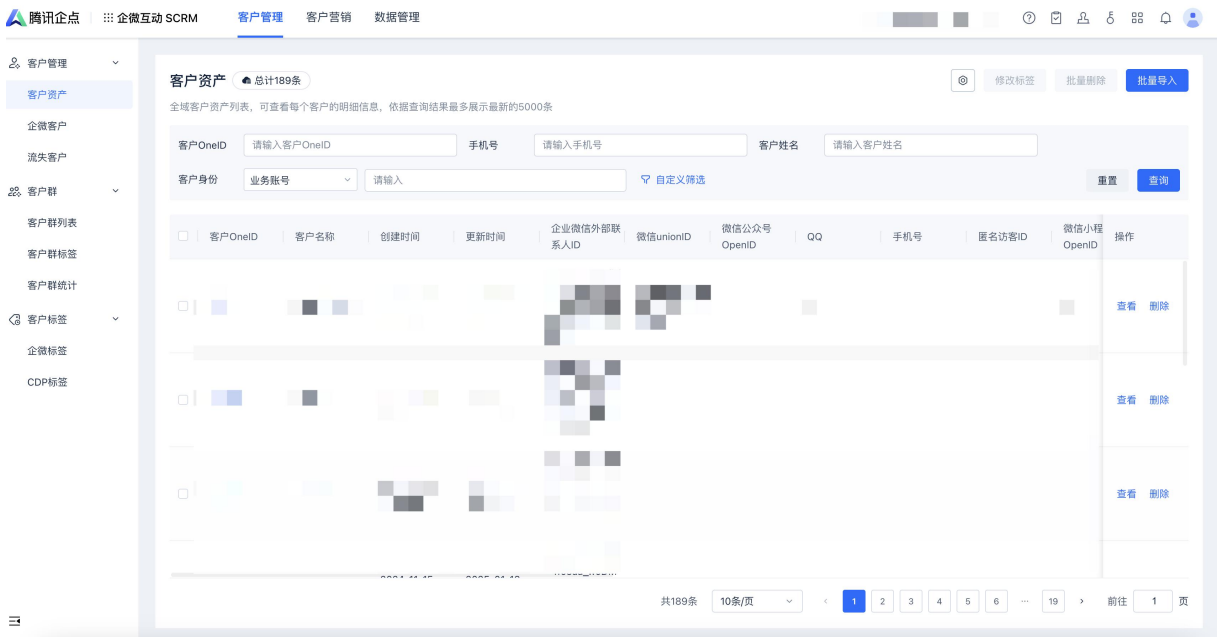 腾讯企点 企微互动 SCRM 客户管理 客户营销 数据管理
客户管理
客户资产
企微客户
流失客户
客户群
客户群列表
客户群标签
客户群统计
客户标签
企微标签
CDP标签
客户资产 总计189条 修改标签 批量删除 批量导入
全域客户资产列表，可查看每个客户的明细信息，依据查询结果最多展示最新的5000条
客户OneID 请输入客户OneID 手机号 请输入手机号 客户姓名 请输入客户姓名
客户身份 业务账号 请输入 自定义筛选 重置 查询
客户OneID 客户名称 创建时间 更新时间 企业微信外部联系人ID 微信unionID 微信公众号OpenID QQ 手机号 匿名访客ID 微信小程OpenID 操作
查看 删除
查看 删除
查看 删除
共189条 10条/页 ‹ 1 2 3 4 5 6 ··· 19 › 前往 1 页